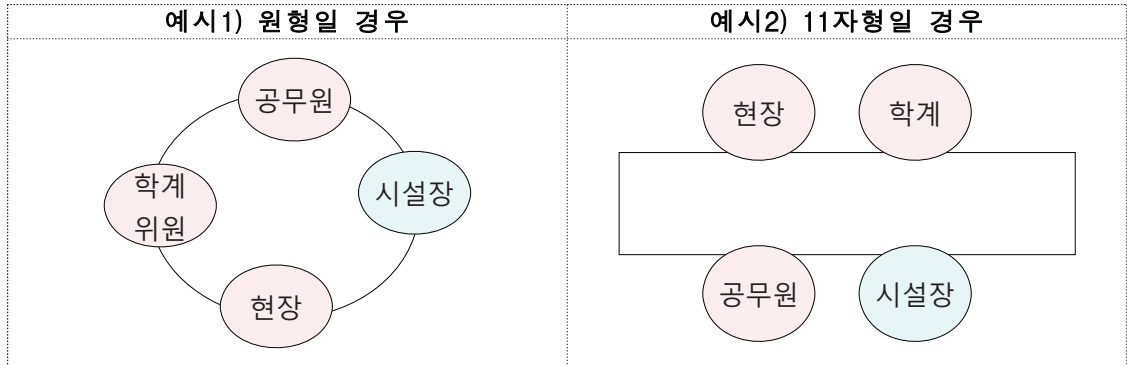 예시1) 원형일 경우
예시2) 11자형일 경우
공무원
학계
위원
시설장
현장
현장
학계
공무원
시설장